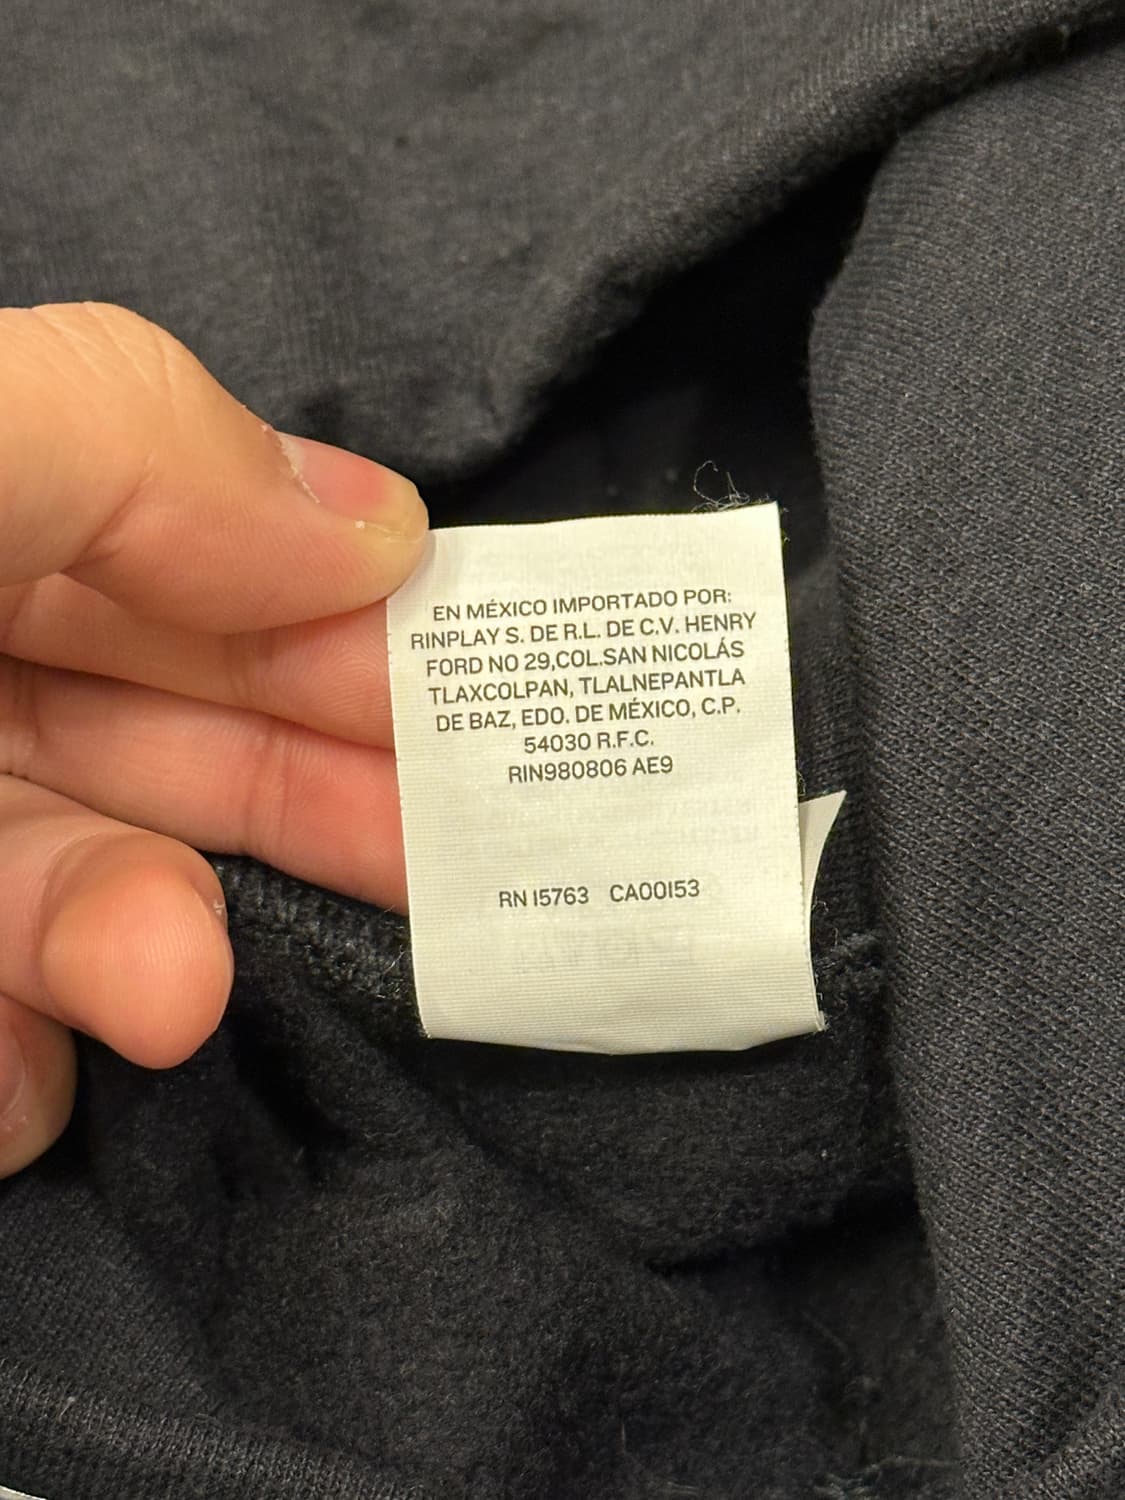 EN MÉXICO IMPORTADO POR:
RINPLAY S. DE R.L. DE C.V. HENRY
FORD NO 29,COL.SAN NICOLÁS
TLAXCOLPAN, TLALNEPANTLA
DE BAZ, EDO. DE MÉXICO, C.P.
54030 R.F.C.
RIN980806 AE9
RN 15763 CA00153